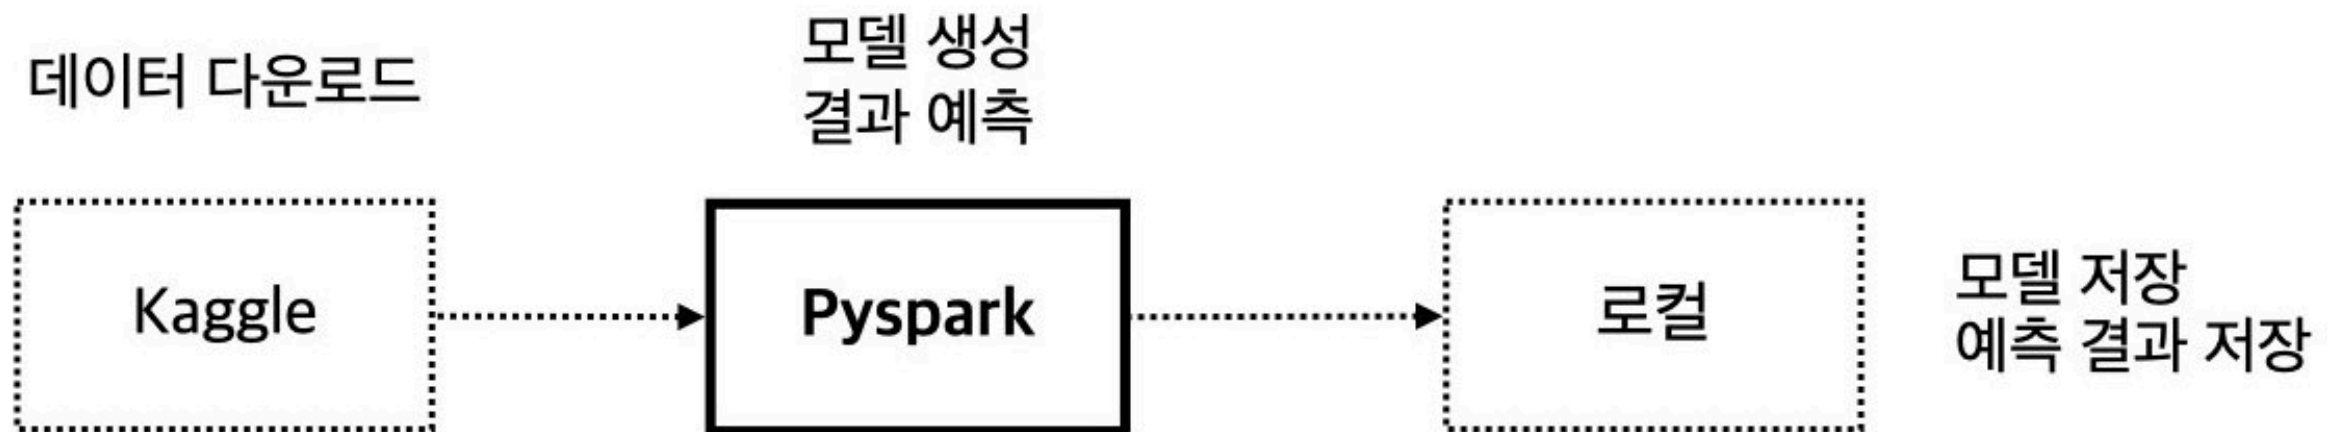 데이터 다운로드
모델 생성
결과 예측
Kaggle
Pyspark
로컬
모델 저장
예측 결과 저장